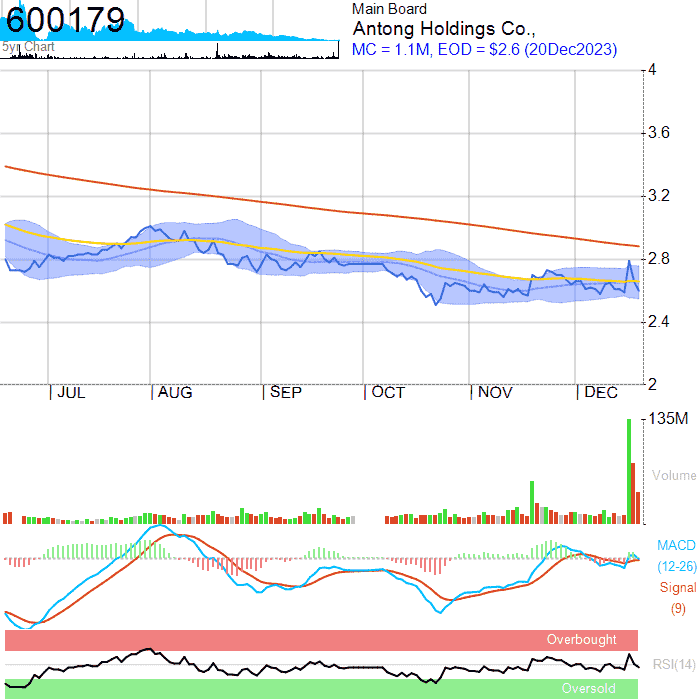 600179
5yr Chart
Main Board
Antong Holdings Co.,
MC = 1.1M, EOD = $2.6 (20Dec2023)
4
3.6
3.2
2.8
2.4
2
JUL AUG SEP OCT NOV DEC
135M
Volume
MACD
(12-26)
Signal
(9)
Overbought
RSI(14)
Oversold